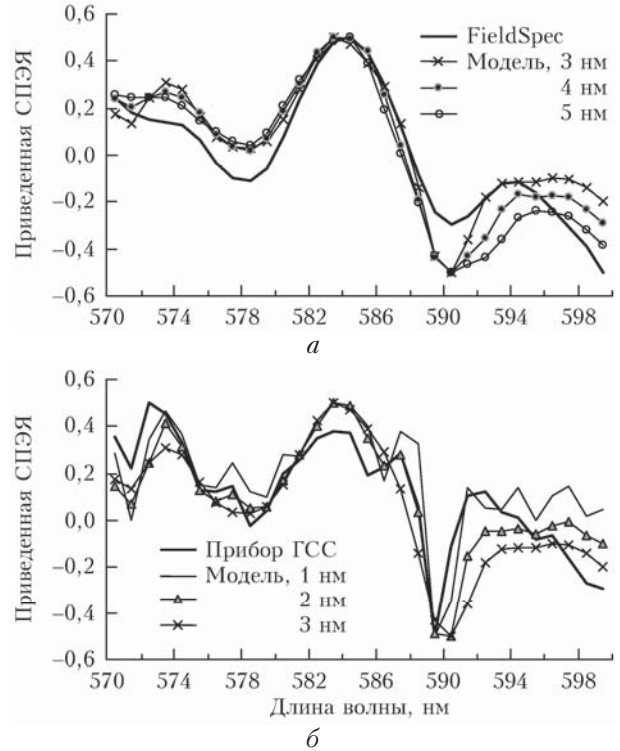 0,6
0,4
0,2
0,0
−0,2
−0,4
−0,6
Приведенная СПЭЯ
FieldSpec
Модель, 3 нм
4 нм
5 нм
570 574 578 582 586 590 594 598
а
0,6
0,4
0,2
0,0
−0,2
−0,4
−0,6
Приведенная СПЭЯ
Прибор ГСС
Модель, 1 нм
2 нм
3 нм
570 574 578 582 586 590 594 598
Длина волны, нм
б